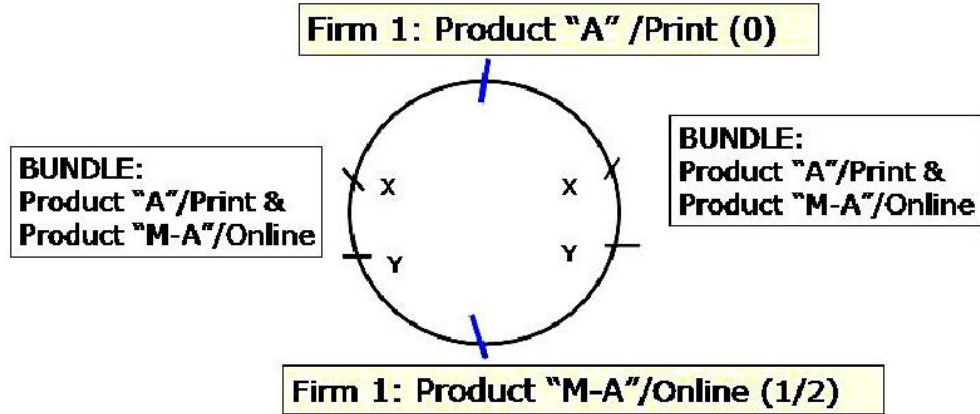 Firm 1: Product “A” /Print (0)
BUNDLE:
Product “A”/Print &
Product “M-A”/Online
BUNDLE:
Product “A”/Print &
Product “M-A”/Online
X
X
Y
Y
Firm 1: Product “M-A”/Online (1/2)